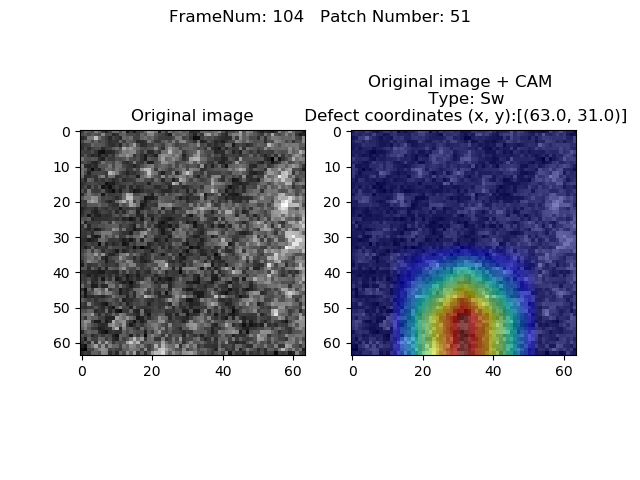 FrameNum: 104   Patch Number: 51
Original image
Original image + CAM
Type: Sw
Defect coordinates (x, y):[(63.0, 31.0)]
0
10
20
30
40
50
60
0 20 40 60
0
10
20
30
40
50
60
0 20 40 60